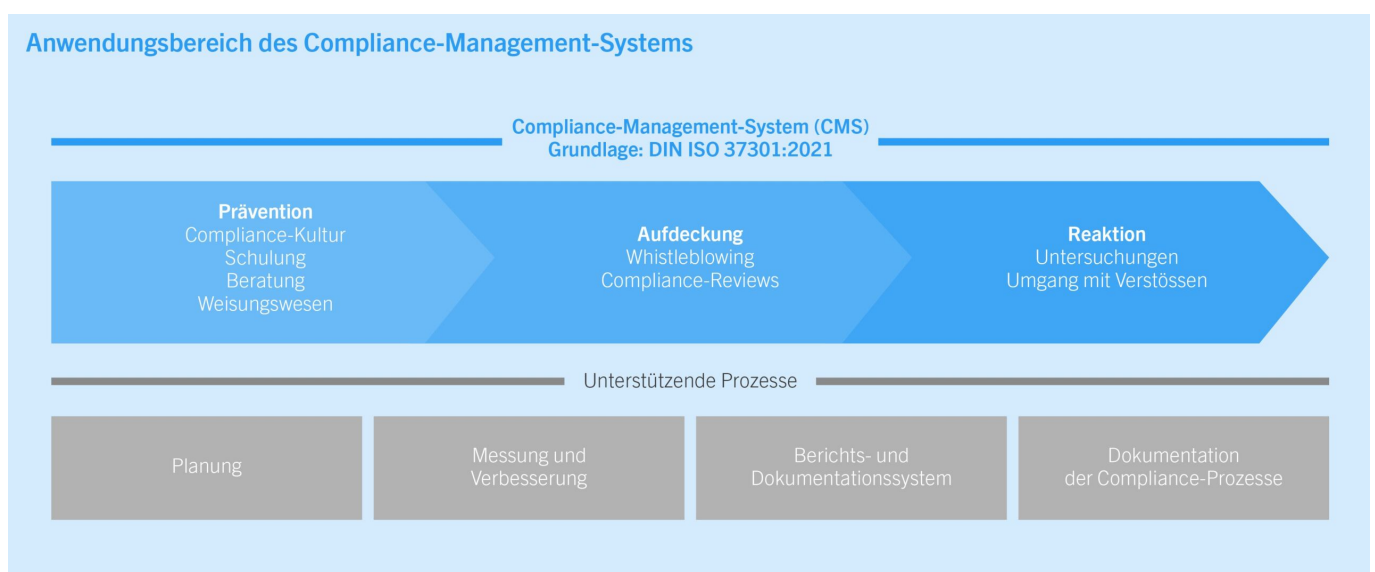 Anwendungsbereich des Compliance-Management-Systems
Compliance-Management-System (CMS)
Grundlage: DIN ISO 37301:2021
Prävention
Compliance-Kultur
Schulung
Beratung
Weisungswesen
Aufdeckung
Whistleblowing
Compliance-Reviews
Reaktion
Untersuchungen
Umgang mit Verstössen
Unterstützende Prozesse
Planung
Messung und
Verbesserung
Berichts- und
Dokumentationssystem
Dokumentation
der Compliance-Prozesse